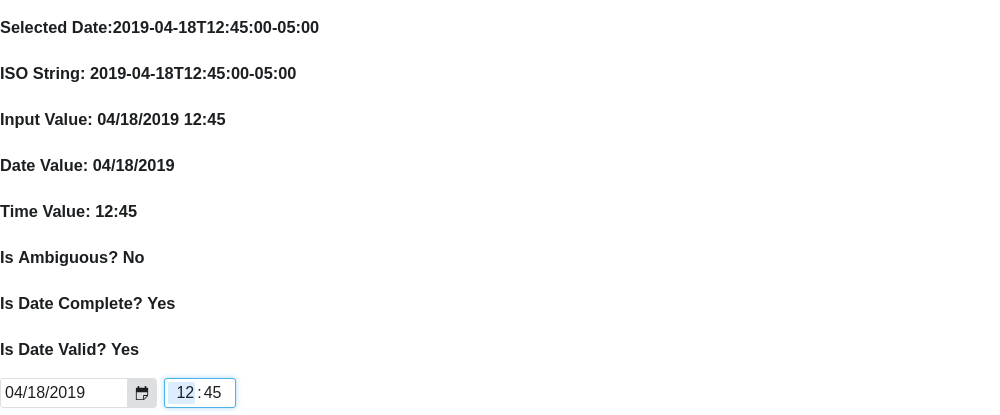 Selected Date:2019-04-18T12:45:00-05:00
ISO String: 2019-04-18T12:45:00-05:00
Input Value: 04/18/2019 12:45
Date Value: 04/18/2019
Time Value: 12:45
Is Ambiguous? No
Is Date Complete? Yes
Is Date Valid? Yes
04/18/2019 12:45